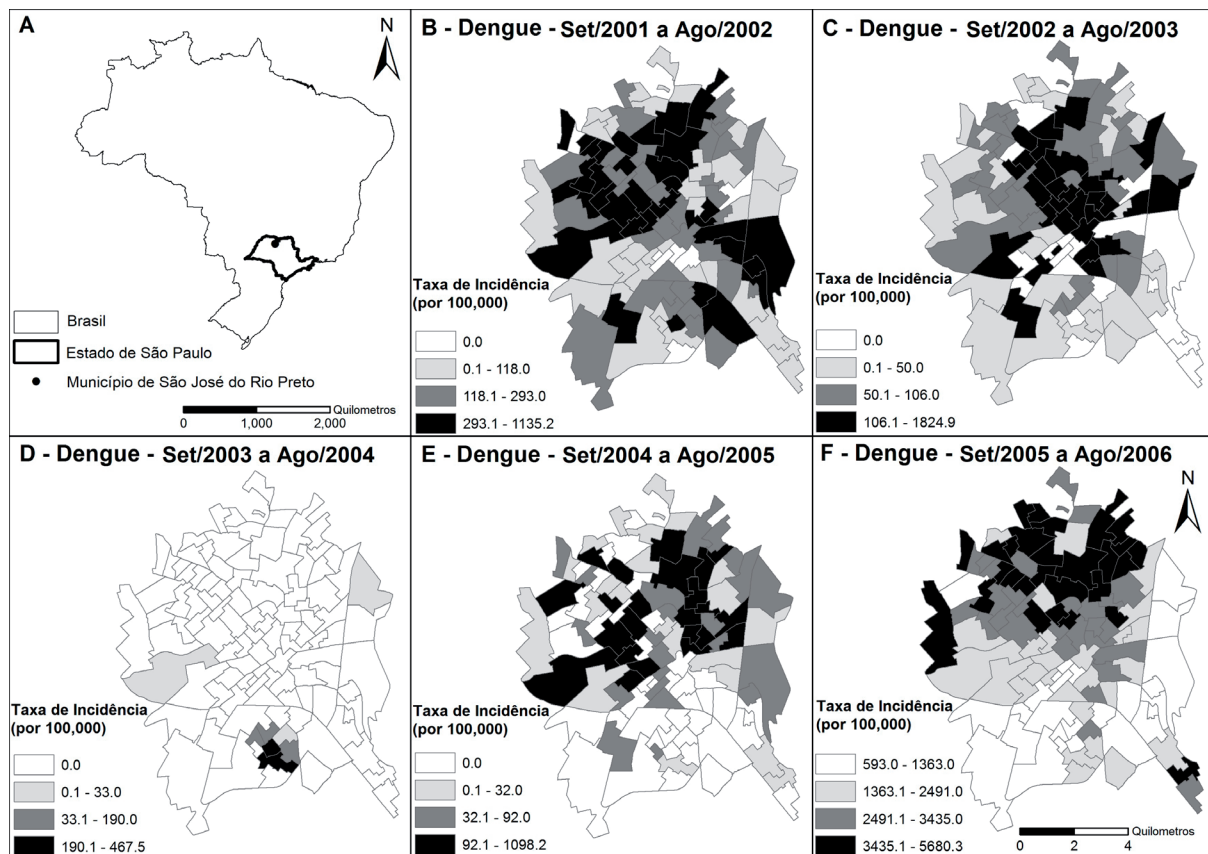 A
N
Brasil
Estado de São Paulo
Município de São José do Rio Preto
Quilometros
0 1,000 2,000
B - Dengue - Set/2001 a Ago/2002
Taxa de Incidência
(por 100,000)
0.0
0.1 - 118.0
118.1 - 293.0
293.1 - 1135.2
C - Dengue - Set/2002 a Ago/2003
Taxa de Incidência
(por 100,000)
0.0
0.1 - 50.0
50.1 - 106.0
106.1 - 1824.9
D - Dengue - Set/2003 a Ago/2004
Taxa de Incidência
(por 100,000)
0.0
0.1 - 33.0
33.1 - 190.0
190.1 - 467.5
E - Dengue - Set/2004 a Ago/2005
Taxa de Incidência
(por 100,000)
0.0
0.1 - 32.0
32.1 - 92.0
92.1 - 1098.2
F - Dengue - Set/2005 a Ago/2006
N
Taxa de Incidência
(por 100,000)
593.0 - 1363.0
1363.1 - 2491.0
2491.1 - 3435.0
3435.1 - 5680.3
Quilometros
0 2 4